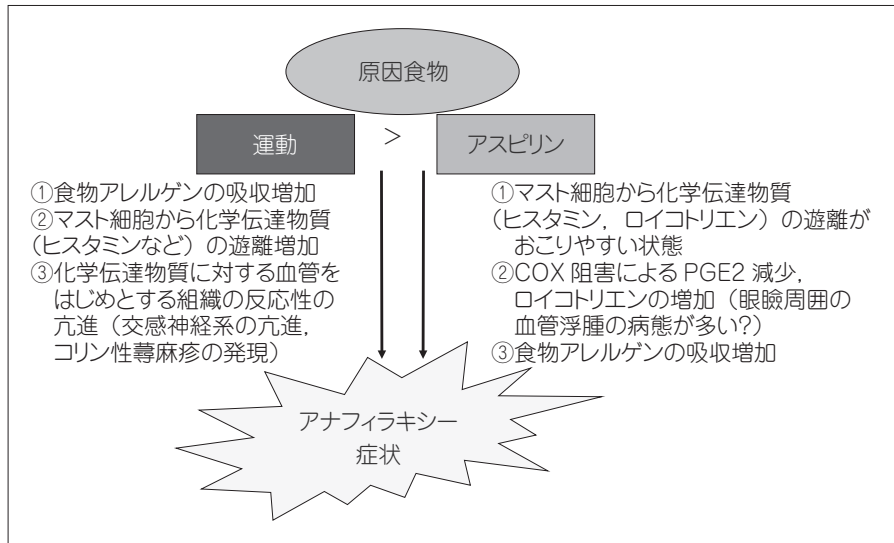 原因食物
運動
>
アスピリン
①食物アレルゲンの吸収増加
②マスト細胞から化学伝達物質
(ヒスタミンなど)の遊離増加
③化学伝達物質に対する血管を
はじめとする組織の反応性の
亢進(交感神経系の亢進,
コリン性蕁麻疹の発現)
①マスト細胞から化学伝達物質
(ヒスタミン,ロイコトリエン)の遊離が
おこりやすい状態
②COX 阻害による PGE2 減少,
ロイコトリエンの増加(眼瞼周囲の
血管浮腫の病態が多い?)
③食物アレルゲンの吸収増加
アナフィラキシー
症状